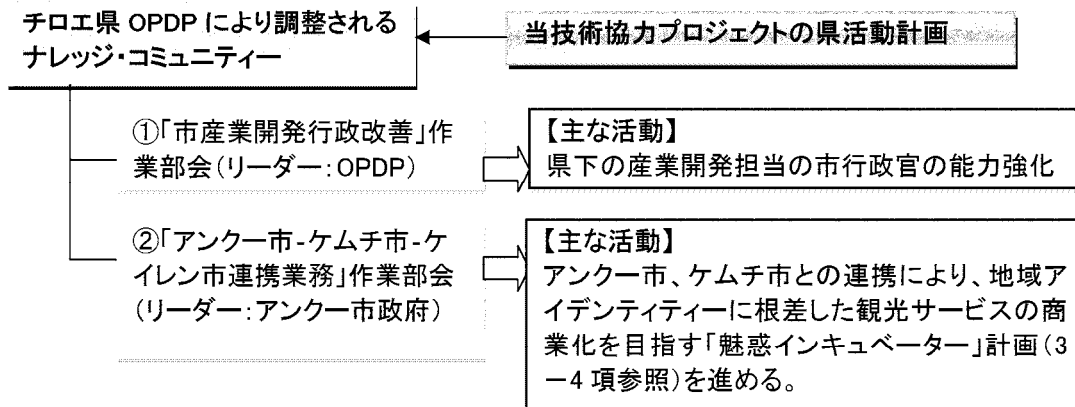 チロエ県 OPDP により調整される
ナレッジ・コミュニティー
当技術協力プロジェクトの県活動計画
①「市産業開発行政改善」作
業部会(リーダー:OPDP)
【主な活動】
県下の産業開発担当の市行政官の能力強化
②「アンクー市-ケムチ市-ケ
イレン市連携業務」作業部会
(リーダー:アンクー市政府)
【主な活動】
アンクー市、ケムチ市との連携により、地域ア
イデンティティーに根差した観光サービスの商
業化を目指す「魅惑インキュベーター」計画(3
-4 項参照)を進める。